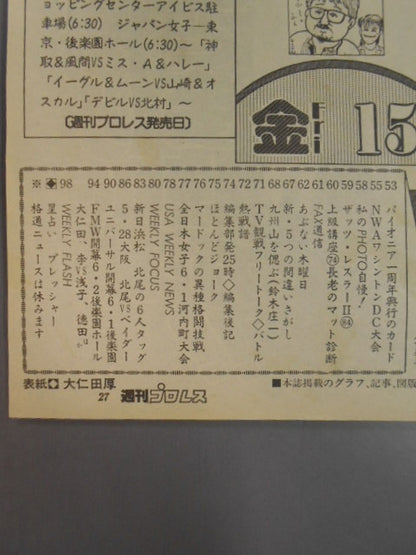 ョッピングセンターアイビス駐
車場(6:30) ジャパン女子―東
京・後楽園ホール(6:30)~「神
取&風間VSミス・A&ハレー」
「イーグル&ムーンVS山崎&オ
スカル」「デビルVS北村」~
〔週刊プロレス発売日〕
金
Fri
15
53 パイオニア一周年興行のカード
55 NWAワシントンDC大会
57 私のPHOTO自慢!
58 ザッツ・レスラーⅡ 84
59 上級講座 74 長老のマット診断
60 FAX通信
61 あぶない木曜日
62 新・5つの間違いさがし
67 九州山を偲ぶ(鈴木庄一)
68 TV観戦フリートーク◇バトル
71 熱戦譜
72 編集部発25時◇編集後記
74 ほとんどジョーク
75 マードックの異種格闘技戦
76 全日本女子6・1河内町大会
77 USA WEEKLY NEWS
78 WEEKLY FOCUS
80 新日浜松 北尾の6人タッグ
83 5・28大阪 北尾VSベイダー
86 ユニバーサル開幕6・1後楽園
90 FMW開幕6・2後楽園ホール
94 大仁田、李VS浅子、徳田ほか
WEEKLY FLASH
98 星占い プレッシャー
◆
※ 格通ニュースは休みます
表紙◆大仁田厚
■本誌掲載のグラフ、記事、図版
27 週刊プロレス